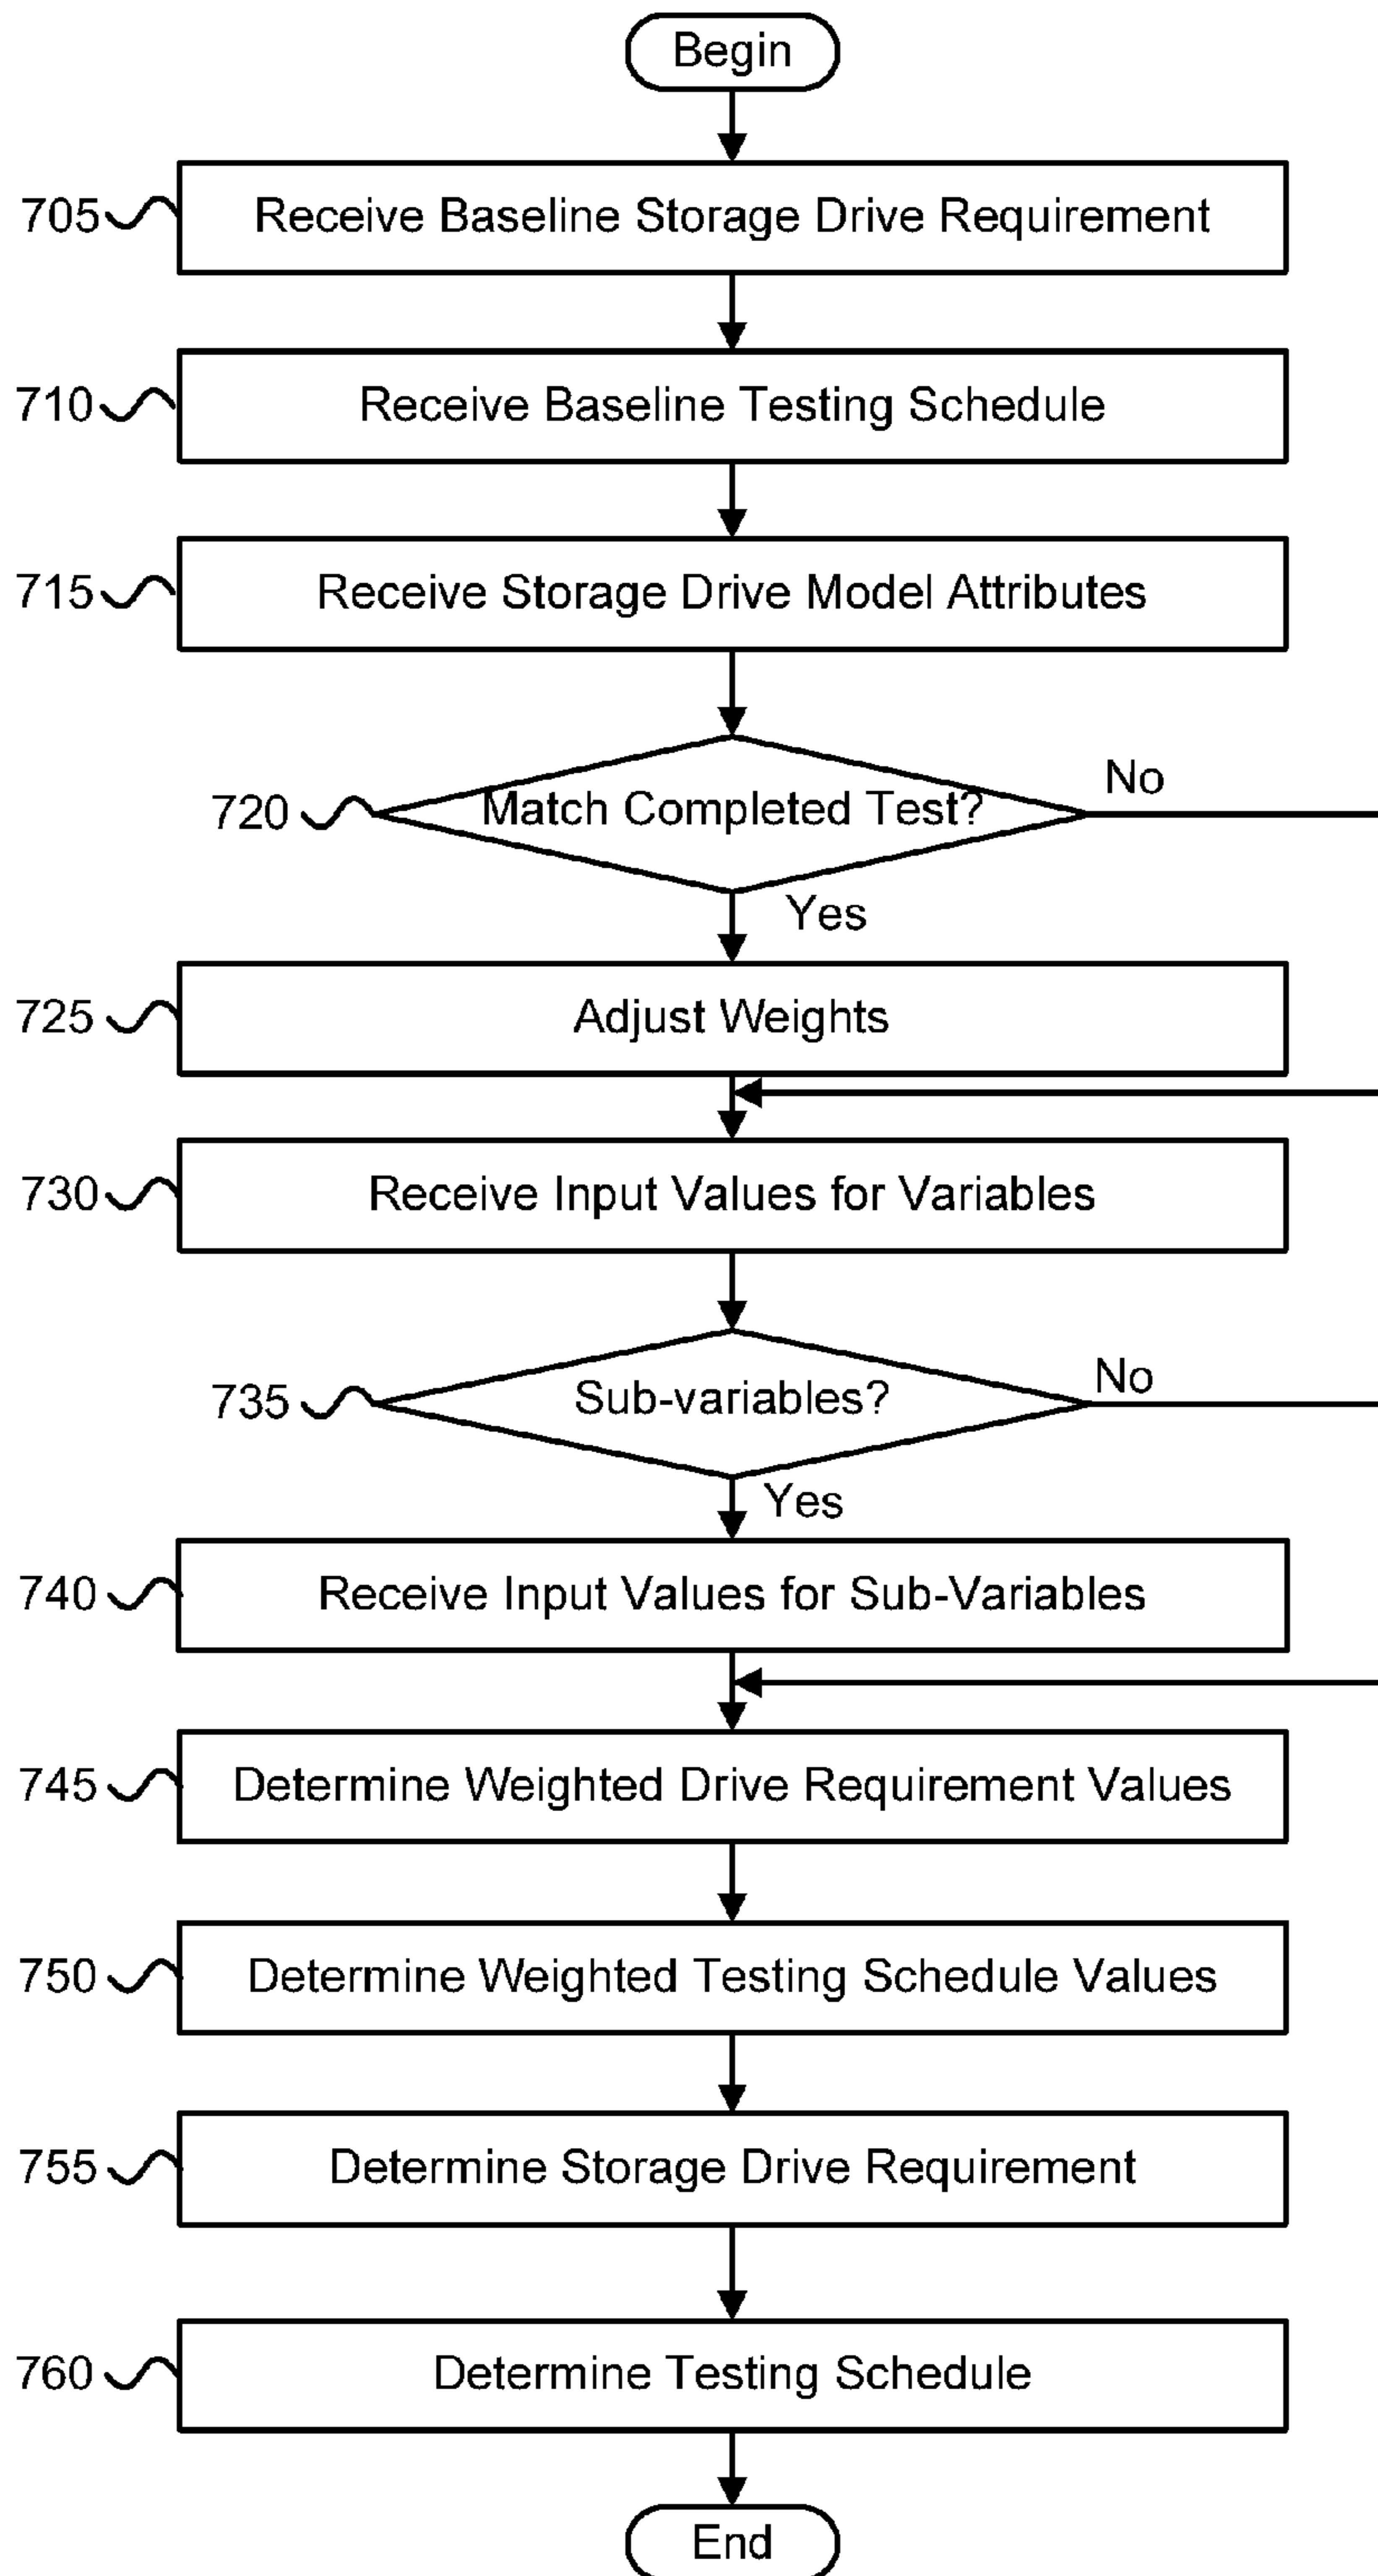 Begin
705
Receive Baseline Storage Drive Requirement
710
Receive Baseline Testing Schedule
715
Receive Storage Drive Model Attributes
720
Match Completed Test?
No
Yes
725
Adjust Weights
730
Receive Input Values for Variables
735
Sub-variables?
No
Yes
740
Receive Input Values for Sub-Variables
745
Determine Weighted Drive Requirement Values
750
Determine Weighted Testing Schedule Values
755
Determine Storage Drive Requirement
760
Determine Testing Schedule
End